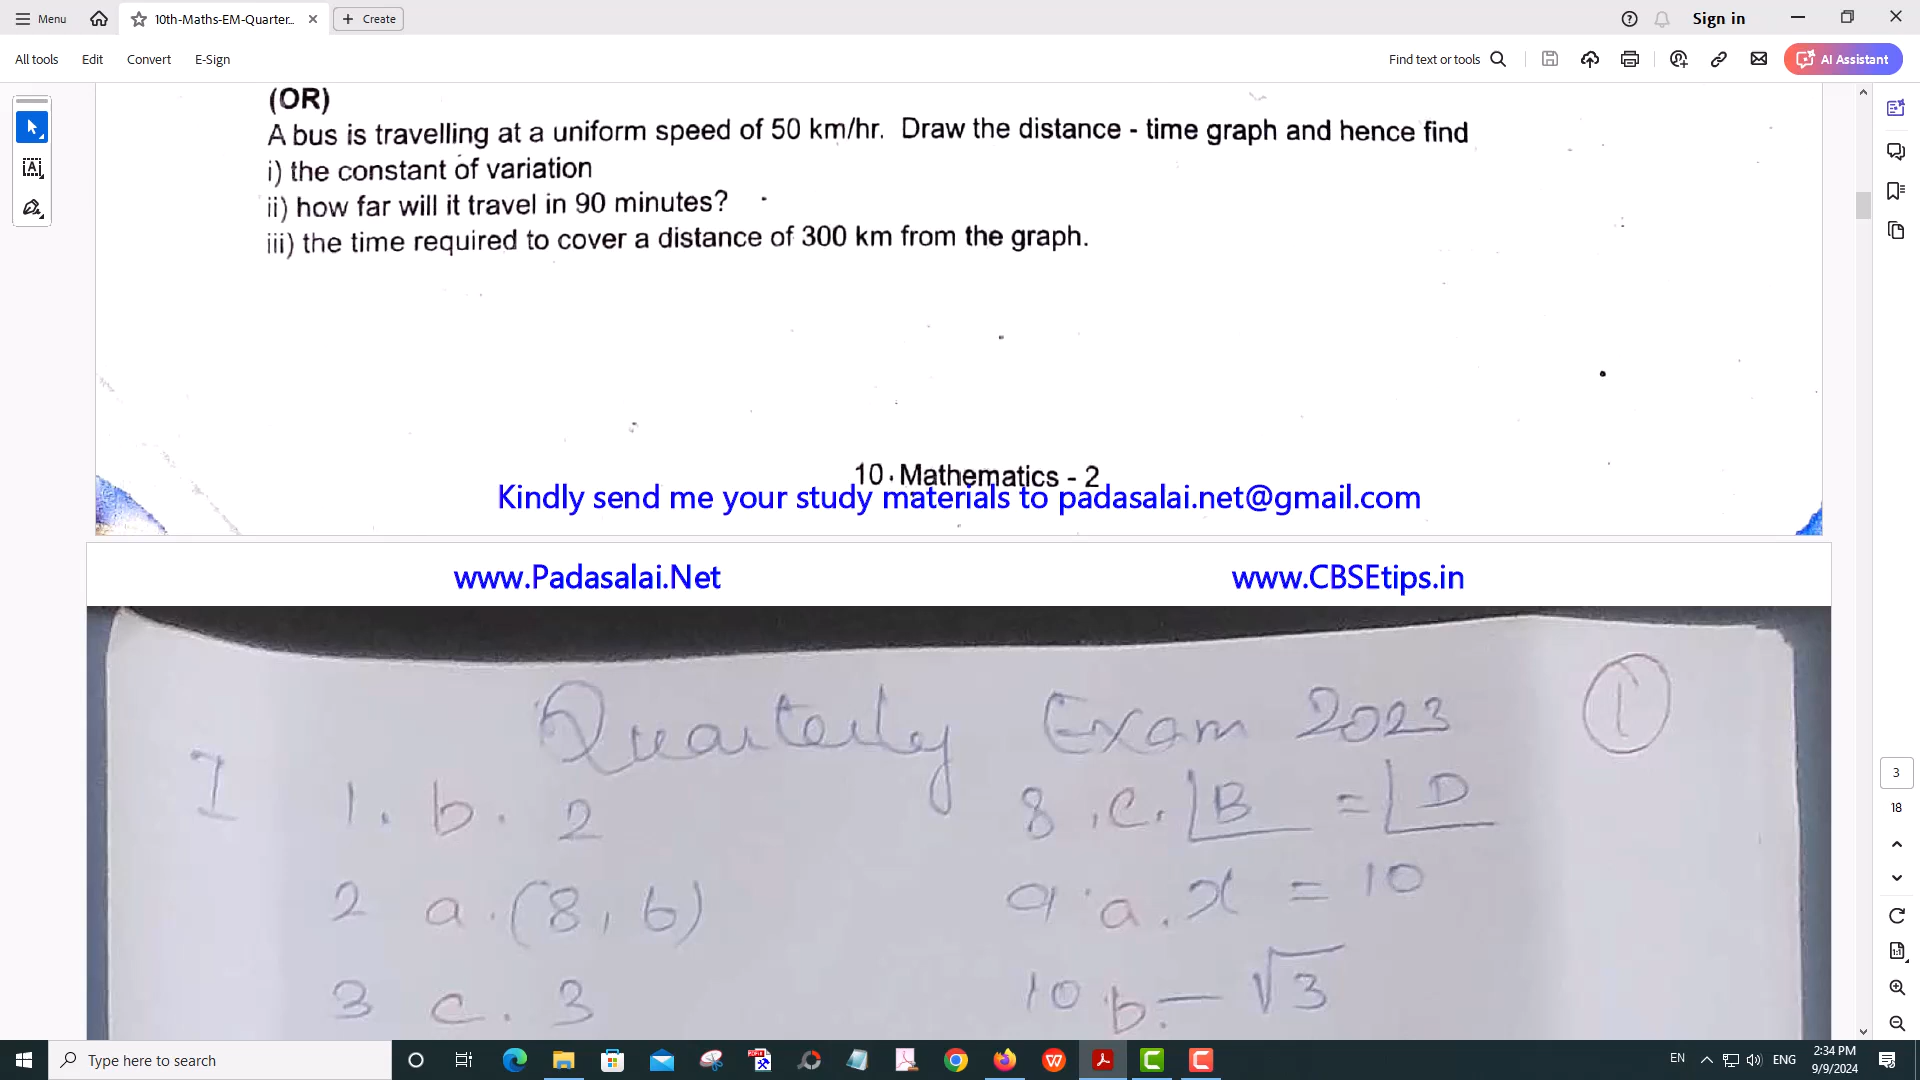 Menu
10th-Maths-EM-Quarter...
Create
Sign in
All tools
Edit
Convert
E-Sign
Find text or tools
AI Assistant
(OR)
A bus is travelling at a uniform speed of 50 km/hr. Draw the distance - time graph and hence find
i) the constant of variation
ii) how far will it travel in 90 minutes?
iii) the time required to cover a distance of 300 km from the graph.
10 . Mathematics - 2
Kindly send me your study materials to padasalai.net@gmail.com
www.Padasalai.Net
www.CBSEtips.in
Quarterly Exam 2023
1
I
1. b. 2
8. c. ∠B = ∠D
2 a. (8, 6)
9. a. x = 10
3 c. 3
10 b. – √3
3
18
Type here to search
EN
ENG
2:34 PM
9/9/2024